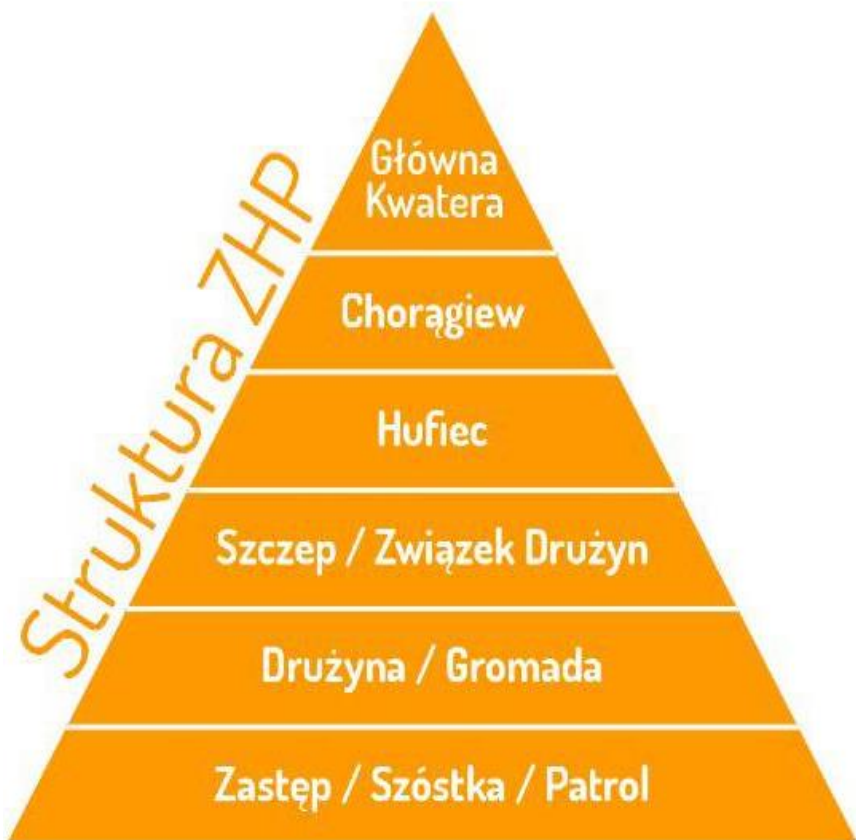 Struktura ZHP
Główna
Kwatera
Chorągiew
Hufiec
Szczep / Związek Drużyn
Drużyna / Gromada
Zastęp / Szóstka / Patrol